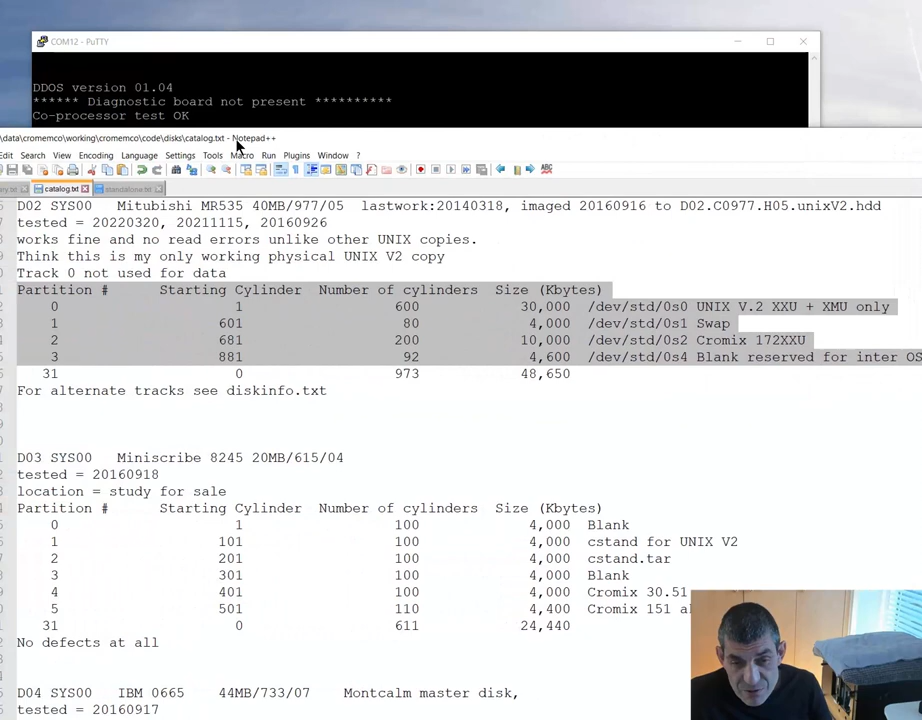 COM12 - PuTTY
DDOS version 01.04
****** Diagnostic board not present **********
Co-processor test OK
\data\cromemco\working\cromemco\code\disks\catalog.txt - Notepad++
Edit Search View Encoding Language Settings Tools Macro Run Plugins Window ?
catalog.txt standalona.txt
D02 SYS00 Mitubishi MR535 40MB/977/05 lastwork:20140318, imaged 20160916 to D02.C0977.H05.unixV2.hdd
tested = 20220320, 20211115, 20160926
works fine and no read errors unlike other UNIX copies.
Think this is my only working physical UNIX V2 copy
Track 0 not used for data
Partition # Starting Cylinder Number of cylinders Size (Kbytes)
0 1 600 30,000 /dev/std/0s0 UNIX V.2 XXU + XMU only
1 601 80 4,000 /dev/std/0s1 Swap
2 681 200 10,000 /dev/std/0s2 Cromix 172XXU
3 881 92 4,600 /dev/std/0s4 Blank reserved for inter OS
31 0 973 48,650
For alternate tracks see diskinfo.txt
D03 SYS00 Miniscribe 8245 20MB/615/04
tested = 20160918
location = study for sale
Partition # Starting Cylinder Number of cylinders Size (Kbytes)
0 1 100 4,000 Blank
1 101 100 4,000 cstand for UNIX V2
2 201 100 4,000 cstand.tar
3 301 100 4,000 Blank
4 401 100 4,000 Cromix 30.51
5 501 110 4,400 Cromix 151
31 0 611 24,440
No defects at all
D04 SYS00 IBM 0665 44MB/733/07 Montcalm master disk,
tested = 20160917